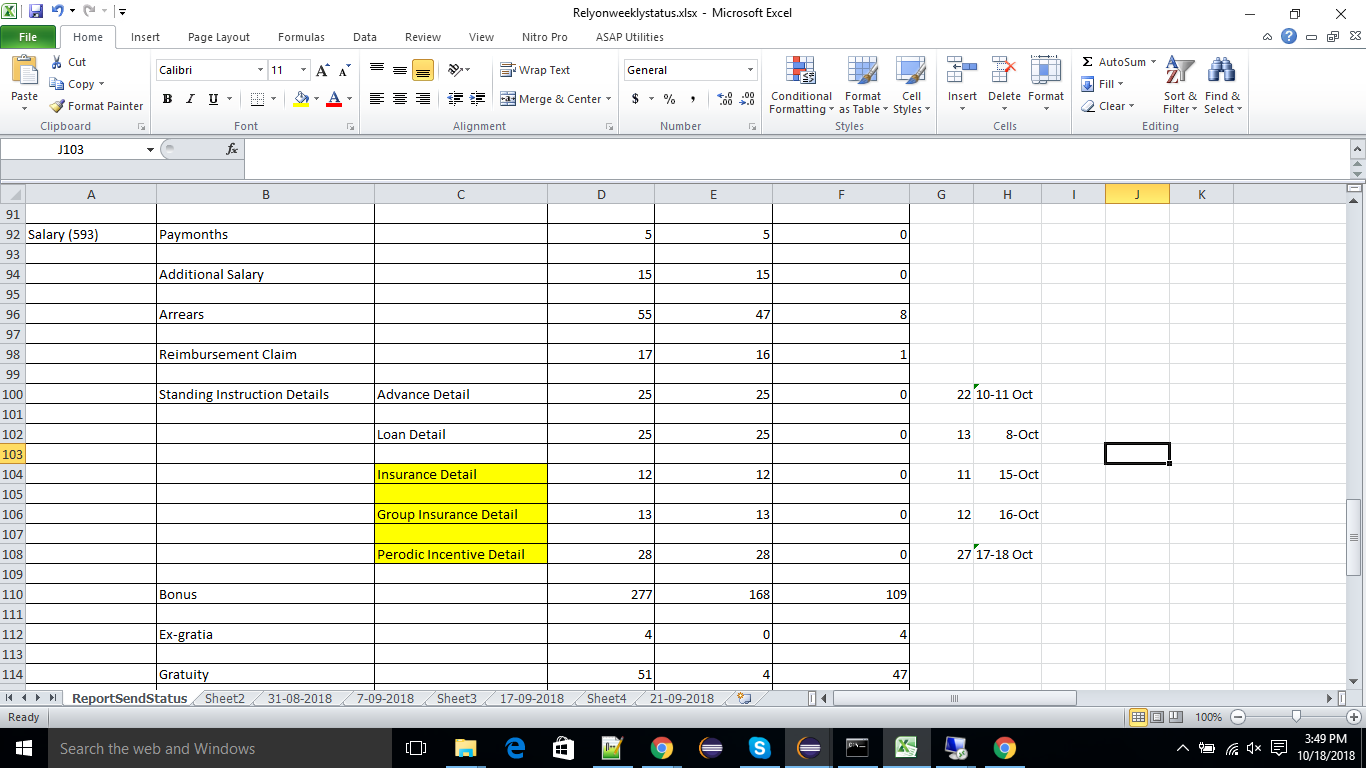 Relyonweeklystatus.xlsx - Microsoft Excel
File Home Insert Page Layout Formulas Data Review View Nitro Pro ASAP Utilities
Paste Cut Copy Format Painter Clipboard
Calibri 11 A A B I U A Font
Wrap Text Merge & Center Alignment
General $ % , .0 .00 .00 .0 Number
Conditional Formatting Format as Table Cell Styles Styles
Insert Delete Format Cells
Σ AutoSum Fill Clear Sort & Filter Find & Select Editing
J103 fx
A B C D E F G H I J K
91
92 Salary (593) Paymonths 5 5 0
93
94 Additional Salary 15 15 0
95
96 Arrears 55 47 8
97
98 Reimbursement Claim 17 16 1
99
100 Standing Instruction Details Advance Detail 25 25 0 22 10-11 Oct
101
102 Loan Detail 25 25 0 13 8-Oct
103
104 Insurance Detail 12 12 0 11 15-Oct
105
106 Group Insurance Detail 13 13 0 12 16-Oct
107
108 Perodic Incentive Detail 28 28 0 27 17-18 Oct
109
110 Bonus 277 168 109
111
112 Ex-gratia 4 0 4
113
114 Gratuity 51 4 47
ReportSendStatus Sheet2 31-08-2018 7-09-2018 Sheet3 17-09-2018 Sheet4 21-09-2018
Ready 100%
Search the web and Windows
3:49 PM
10/18/2018